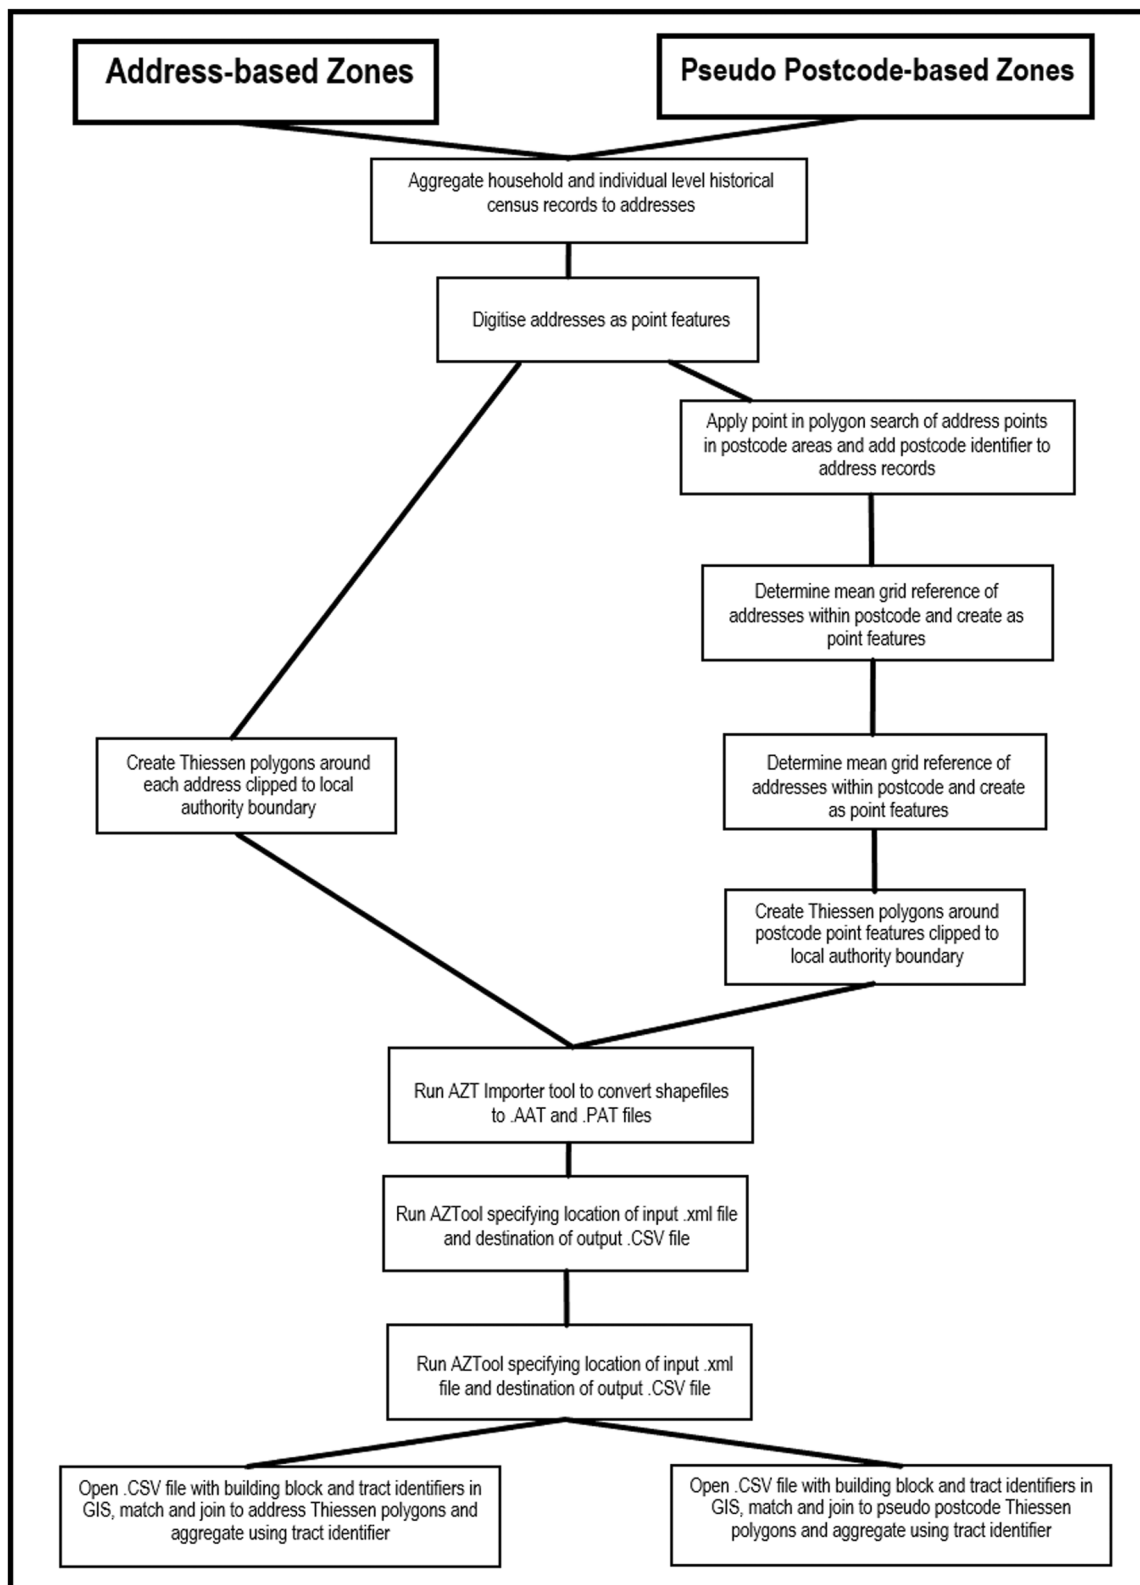 Address-based Zones
Pseudo Postcode-based Zones
Aggregate household and individual level historical
census records to addresses
Digitise addresses as point features
Apply point in polygon search of address points
in postcode areas and add postcode identifier to
address records
Determine mean grid reference of
addresses within postcode and create as
point features
Create Thiessen polygons around
each address clipped to local
authority boundary
Determine mean grid reference of
addresses within postcode and create
as point features
Create Thiessen polygons around
postcode point features clipped to
local authority boundary
Run AZT Importer tool to convert shapefiles
to .AAT and .PAT files
Run AZTool specifying location of input .xml file
and destination of output .CSV file
Run AZTool specifying location of input .xml
file and destination of output .CSV file
Open .CSV file with building block and tract identifiers in
GIS, match and join to address Thiessen polygons and
aggregate using tract identifier
Open .CSV file with building block and tract identifiers in
GIS, match and join to pseudo postcode Thiessen
polygons and aggregate using tract identifier